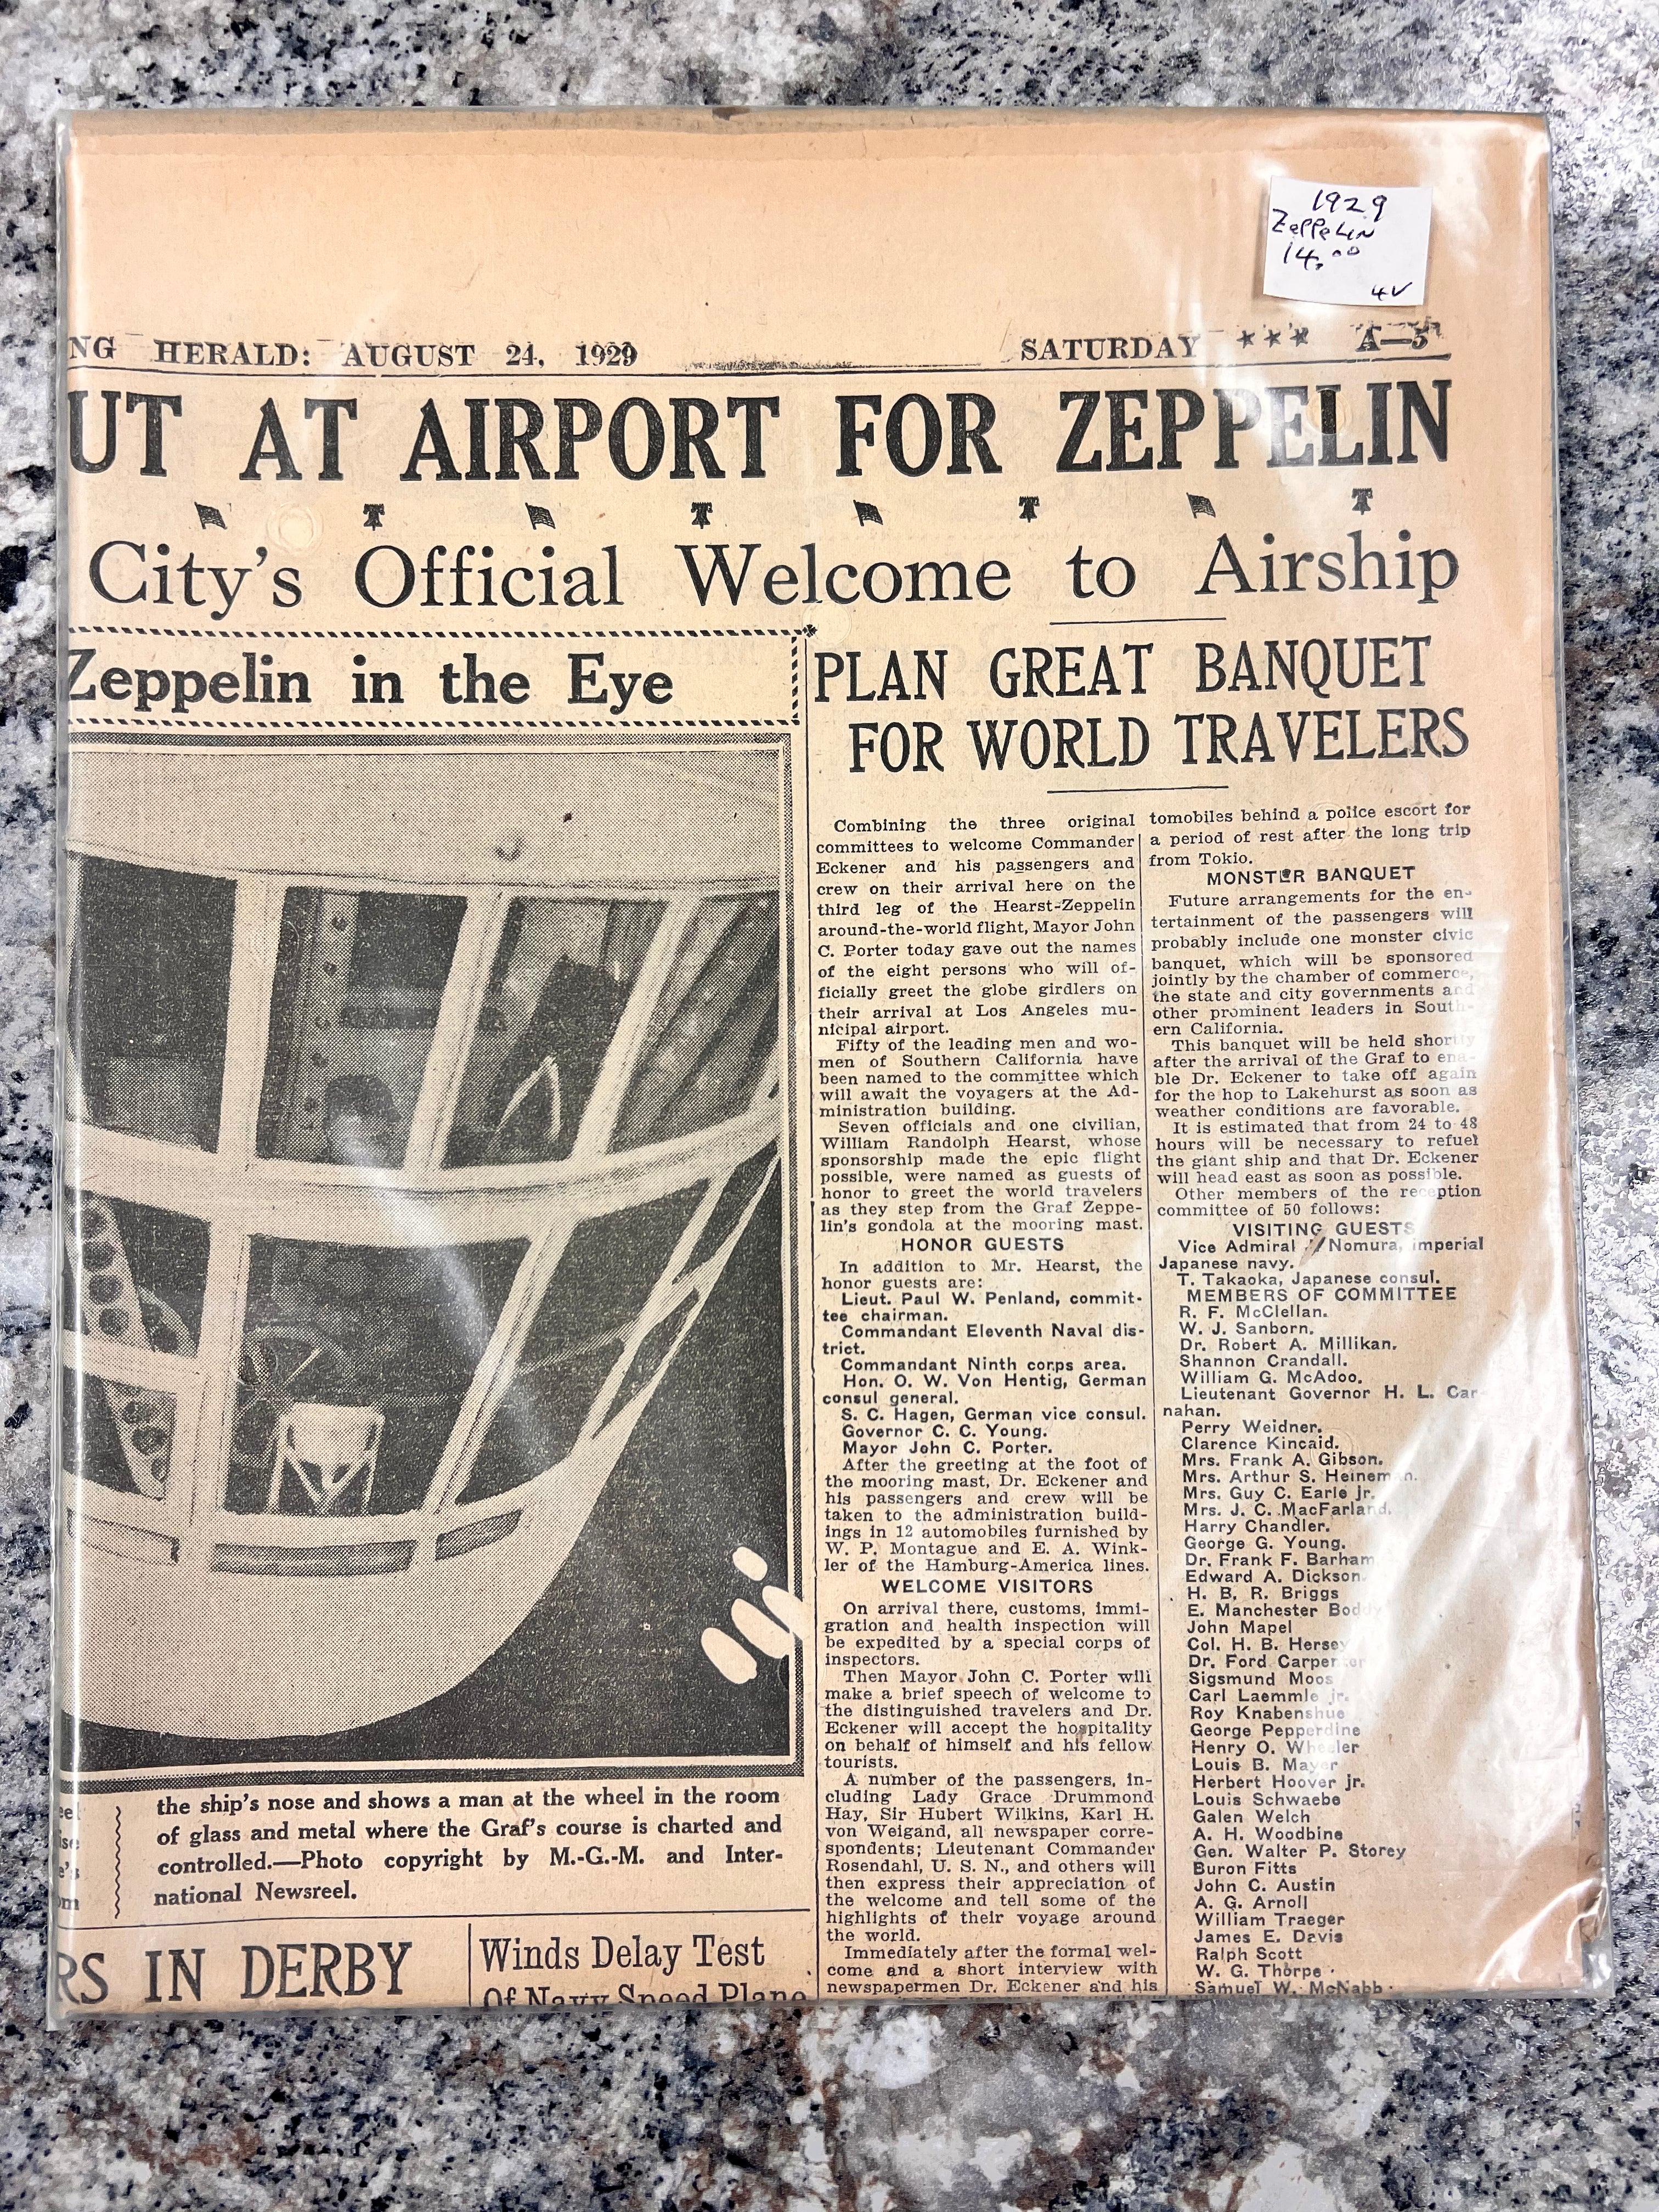 1929
Zeppelin
14.00
4V
NG HERALD: AUGUST 24, 1929
SATURDAY ★★★ A—5
UT AT AIRPORT FOR ZEPPELIN
City's Official Welcome to Airship
Zeppelin in the Eye
the ship's nose and shows a man at the wheel in the room
of glass and metal where the Graf's course is charted and
controlled.—Photo copyright by M.-G.-M. and Inter-
national Newsreel.
RS IN DERBY
Winds Delay Test
Of Navy Speed Plane
PLAN GREAT BANQUET
FOR WORLD TRAVELERS
Combining the three original
committees to welcome Commander
Eckener and his passengers and
crew on their arrival here on the
third leg of the Hearst-Zeppelin
around-the-world flight, Mayor John
C. Porter today gave out the names
of the eight persons who will of-
ficially greet the globe girdlers on
their arrival at Los Angeles mu-
nicipal airport.
Fifty of the leading men and wo-
men of Southern California have
been named to the committee which
will await the voyagers at the Ad-
ministration building.
Seven officials and one civilian,
William Randolph Hearst, whose
sponsorship made the epic flight
possible, were named as guests of
honor to greet the world travelers
as they step from the Graf Zeppe-
lin's gondola at the mooring mast.
HONOR GUESTS
In addition to Mr. Hearst, the
honor guests are:
Lieut. Paul W. Penland, commit-
tee chairman.
Commandant Eleventh Naval dis-
trict.
Commandant Ninth corps area.
Hon. O. W. Von Hentig, German
consul general.
S. C. Hagen, German vice consul.
Governor C. C. Young.
Mayor John C. Porter.
After the greeting at the foot of
the mooring mast, Dr. Eckener and
his passengers and crew will be
taken to the administration build-
ings in 12 automobiles furnished by
W. P. Montague and E. A. Wink-
ler of the Hamburg-America lines.
WELCOME VISITORS
On arrival there, customs, immi-
gration and health inspection will
be expedited by a special corps of
inspectors.
Then Mayor John C. Porter will
make a brief speech of welcome to
the distinguished travelers and Dr.
Eckener will accept the hospitality
on behalf of himself and his fellow
tourists.
A number of the passengers, in-
cluding Lady Grace Drummond
Hay, Sir Hubert Wilkins, Karl H.
von Weigand, all newspaper corre-
spondents; Lieutenant Commander
Rosendahl, U. S. N., and others will
then express their appreciation of
the welcome and tell some of the
highlights of their voyage around
the world.
Immediately after the formal wel-
come and a short interview with
newspapermen Dr. Eckener and his
tomobiles behind a police escort for
a period of rest after the long trip
from Tokio.
MONSTER BANQUET
Future arrangements for the en-
tertainment of the passengers will
probably include one monster civic
banquet, which will be sponsored
jointly by the chamber of commerce,
the state and city governments and
other prominent leaders in South-
ern California.
This banquet will be held shortly
after the arrival of the Graf to ena-
ble Dr. Eckener to take off again
for the hop to Lakehurst as soon as
weather conditions are favorable.
It is estimated that from 24 to 48
hours will be necessary to refuel
the giant ship and that Dr. Eckener
will head east as soon as possible.
Other members of the reception
committee of 50 follows:
VISITING GUESTS
Vice Admiral Nomura, imperial
Japanese navy.
T. Takaoka, Japanese consul.
MEMBERS OF COMMITTEE
R. F. McClellan.
W. J. Sanborn.
Dr. Robert A. Millikan.
Shannon Crandall.
William G. McAdoo.
Lieutenant Governor H. L. Car-
nahan.
Perry Weidner.
Clarence Kincaid.
Mrs. Frank A. Gibson.
Mrs. Arthur S. Heineman.
Mrs. Guy C. Earle jr.
Mrs. J. C. MacFarland.
Harry Chandler.
George G. Young.
Dr. Frank F. Barham
Edward A. Dickson.
H. B. R. Briggs
E. Manchester Boddy
John Mapel
Col. H. B. Hersey
Dr. Ford Carpenter
Sigsmund Moos
Carl Laemmle jr.
Roy Knabenshue
George Pepperdine
Henry O. Wheeler
Louis B. Mayer
Herbert Hoover jr.
Louis Schwaebe
Galen Welch
A. H. Woodbine
Gen. Walter P. Storey
Buron Fitts
John C. Austin
A. G. Arnoll
William Traeger
James E. Davis
Ralph Scott
W. G. Thorpe
Samuel W. McNabb